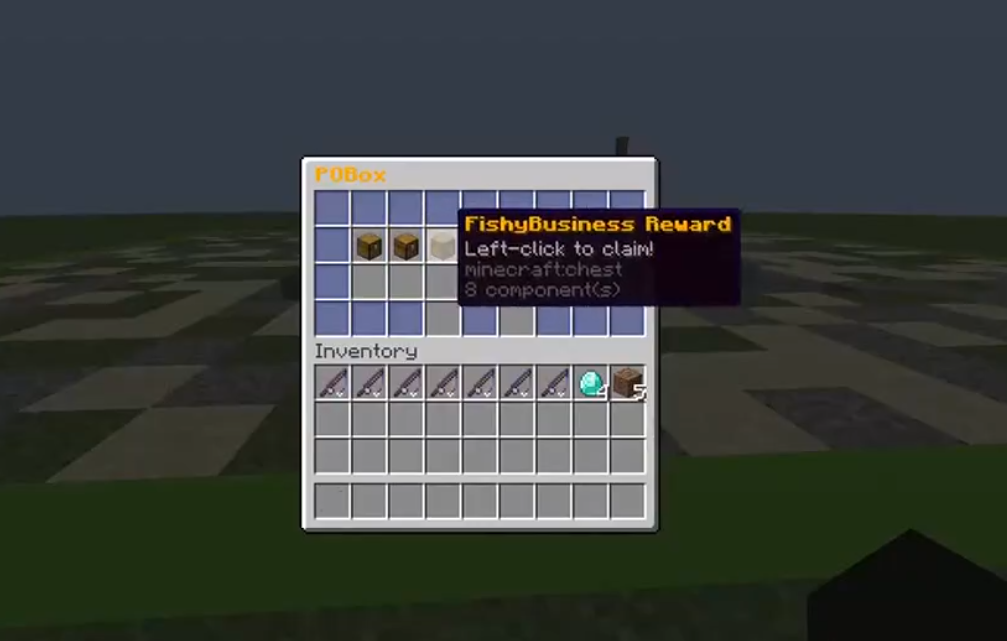 POBox
FishyBusiness Reward
Left-click to claim!
minecraft:chest
8 component(s)
Inventory
4
5